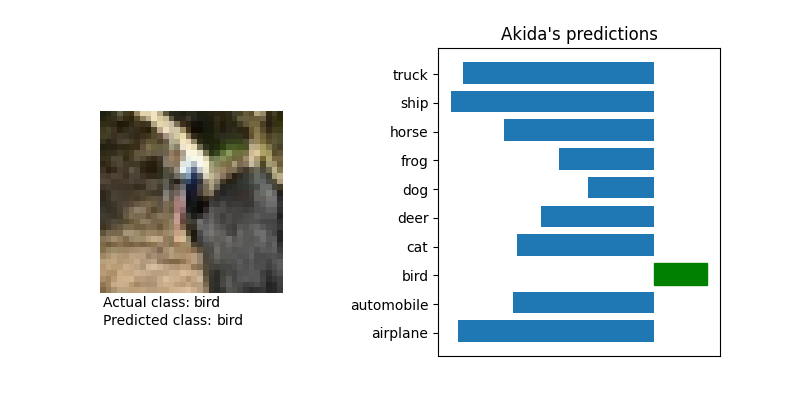 Akida's predictions
truck
ship
horse
frog
dog
deer
cat
bird
automobile
airplane
Actual class: bird
Predicted class: bird